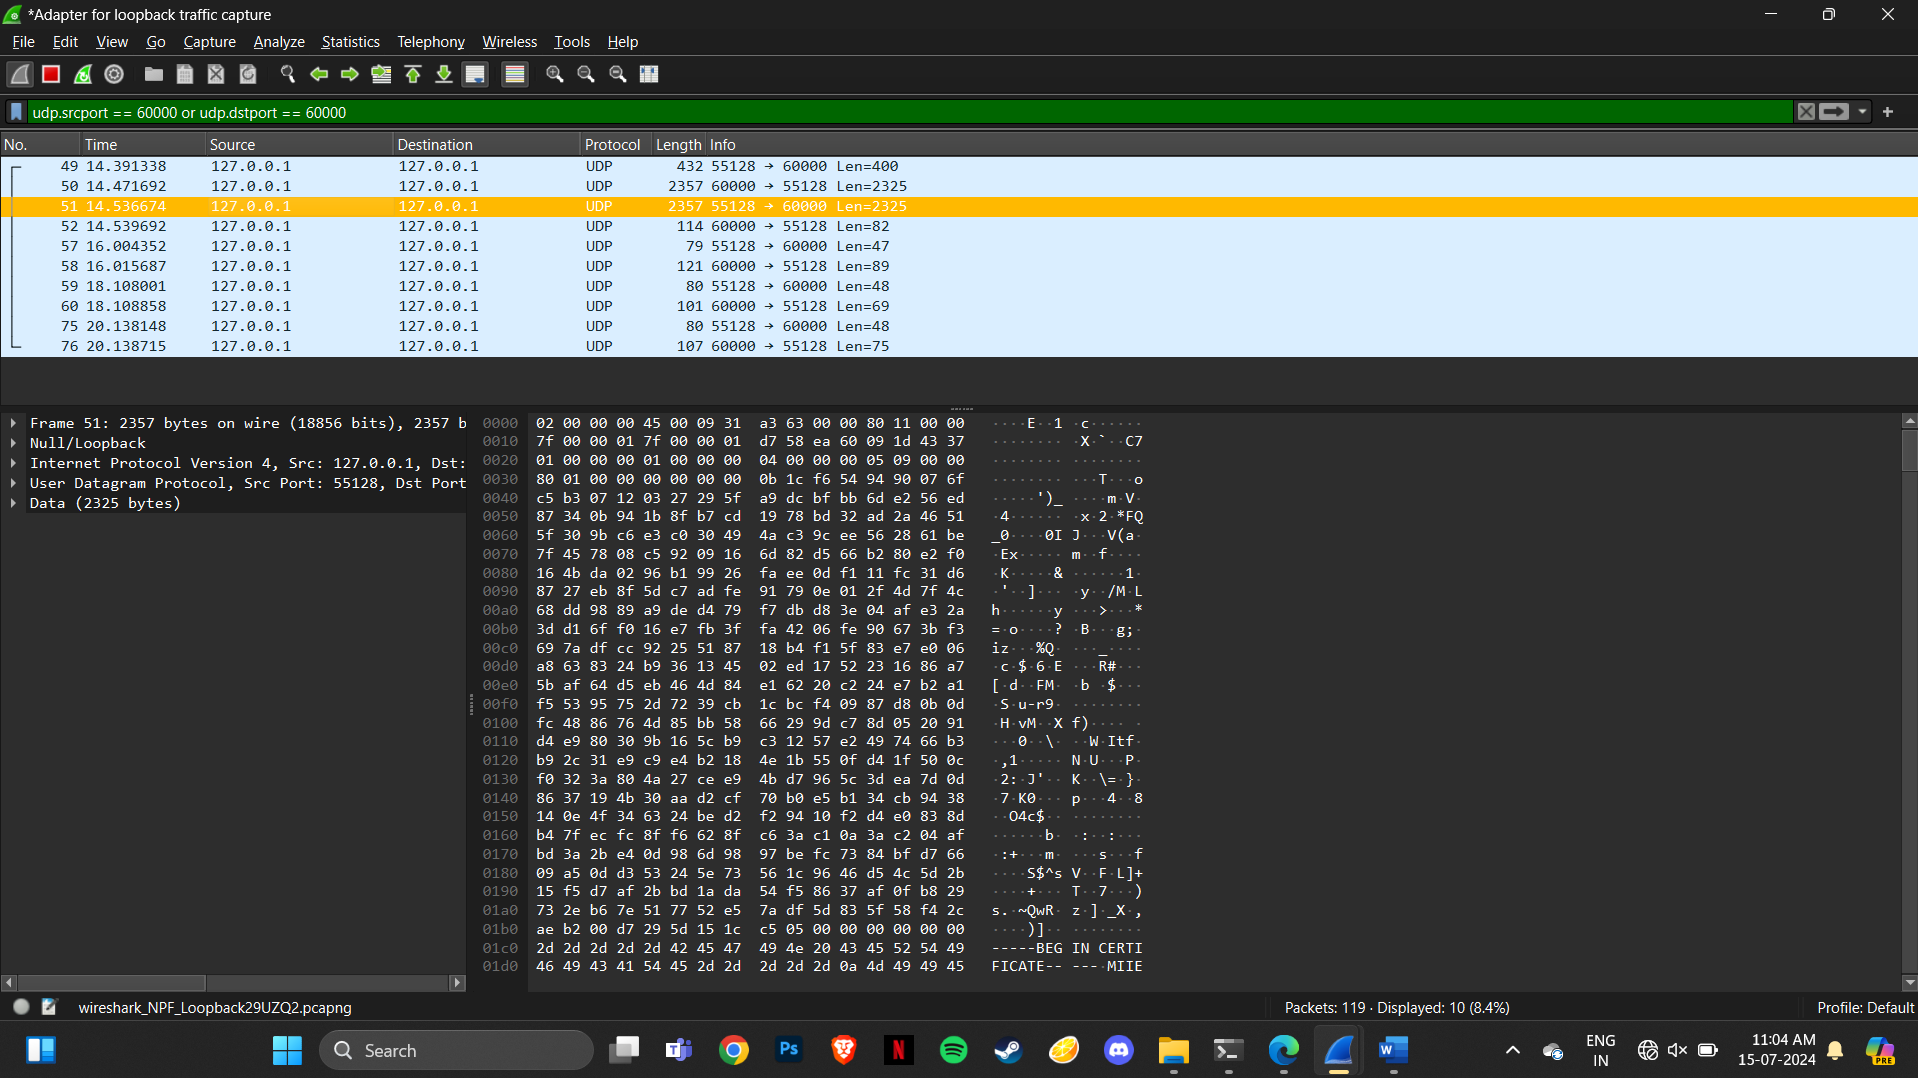 *Adapter for loopback traffic capture
File Edit View Go Capture Analyze Statistics Telephony Wireless Tools Help
udp.srcport == 60000 or udp.dstport == 60000
No. Time Source Destination Protocol Length Info
49 14.391338 127.0.0.1 127.0.0.1 UDP 432 55128 → 60000 Len=400
50 14.471692 127.0.0.1 127.0.0.1 UDP 2357 60000 → 55128 Len=2325
51 14.536674 127.0.0.1 127.0.0.1 UDP 2357 55128 → 60000 Len=2325
52 14.539692 127.0.0.1 127.0.0.1 UDP 114 60000 → 55128 Len=82
57 16.004352 127.0.0.1 127.0.0.1 UDP 79 55128 → 60000 Len=47
58 16.015687 127.0.0.1 127.0.0.1 UDP 121 60000 → 55128 Len=89
59 18.108001 127.0.0.1 127.0.0.1 UDP 80 55128 → 60000 Len=48
60 18.108858 127.0.0.1 127.0.0.1 UDP 101 60000 → 55128 Len=69
75 20.138148 127.0.0.1 127.0.0.1 UDP 80 55128 → 60000 Len=48
76 20.138715 127.0.0.1 127.0.0.1 UDP 107 60000 → 55128 Len=75
Frame 51: 2357 bytes on wire (18856 bits), 2357 b
Null/Loopback
Internet Protocol Version 4, Src: 127.0.0.1, Dst:
User Datagram Protocol, Src Port: 55128, Dst Port
Data (2325 bytes)
0000 02 00 00 00 45 00 09 31 a3 63 00 00 80 11 00 00 ····E··1 ·c······
0010 7f 00 00 01 7f 00 00 01 d7 58 ea 60 09 1d 43 37 ········ ·X·`··C7
0020 01 00 00 00 01 00 00 00 04 00 00 00 05 09 00 00 ········ ········
0030 80 01 00 00 00 00 00 00 0b 1c f6 54 94 90 07 6f ········ ···T···o
0040 c5 b3 07 12 03 27 29 5f a9 dc bf bb 6d e2 56 ed ·····')_ ····m·V·
0050 87 34 0b 94 1b 8f b7 cd 19 78 bd 32 ad 2a 46 51 ·4······ ·x·2·*FQ
0060 5f 30 9b c6 e3 c0 30 49 4a c3 9c ee 56 28 61 be _0····0I J···V(a·
0070 7f 45 78 08 c5 92 09 16 6d 82 d5 66 b2 80 e2 f0 ·Ex····· m··f····
0080 16 4b da 02 96 b1 99 26 fa ee 0d f1 11 fc 31 d6 ·K·····& ······1·
0090 87 27 eb 8f 5d c7 ad fe 91 79 0e 01 2f 4d 7f 4c ·'··]··· ·y··/M·L
00a0 68 dd 98 89 a9 de d4 79 f7 db d8 3e 04 af e3 2a h······y ···>···*
00b0 3d d1 6f f0 16 e7 fb 3f fa 42 06 fe 90 67 3b f3 =·o····? ·B···g;·
00c0 69 7a df cc 92 25 51 87 18 b4 f1 5f 83 e7 e0 06 iz···%Q· ···_····
00d0 a8 63 83 24 b9 36 13 45 02 ed 17 52 23 16 86 a7 ·c·$·6·E ···R#···
00e0 5b af 64 d5 eb 46 4d 84 e1 62 20 c2 24 e7 b2 a1 [·d··FM· ·b ·$···
00f0 f5 53 95 75 2d 72 39 cb 1c bc f4 09 87 d8 0b 0d ·S·u-r9· ········
0100 fc 48 86 76 4d 85 bb 58 66 29 9d c7 8d 05 20 91 ·H·vM··X f)···· ·
0110 d4 e9 80 30 9b 16 5c b9 c3 12 57 e2 49 74 66 b3 ···0··\· ··W·Itf·
0120 b9 2c 31 e9 c9 e4 b2 18 4e 1b 55 0f d4 1f 50 0c ·,1····· N·U···P·
0130 f0 32 3a 80 4a 27 ce e9 4b d7 96 5c 3d ea 7d 0d ·2:·J'·· K··\=·}·
0140 86 37 19 4b 30 aa d2 cf 70 b0 e5 b1 34 cb 94 38 ·7·K0··· p···4··8
0150 14 0e 4f 34 63 24 be d2 f2 94 10 f2 d4 e0 83 8d ··O4c$·· ········
0160 b4 7f ec fc 8f f6 62 8f c6 3a c1 0a 3a c2 04 af ······b· ·:··:···
0170 bd 3a 2b e4 0d 98 6d 98 97 be fc 73 84 bf d7 66 ·:+···m· ···s···f
0180 09 a5 0d d3 53 24 5e 73 56 1c 96 46 d5 4c 5d 2b ····S$^s V··F·L]+
0190 15 f5 d7 af 2b bd 1a da 54 f5 86 37 af 0f b8 29 ····+··· T··7···)
01a0 73 2e b6 7e 51 77 52 e5 7a df 5d 83 5f 58 f4 2c s.·~QwR· z·]·_X·,
01b0 ae b2 00 d7 29 5d 15 1c c5 05 00 00 00 00 00 00 ····)]·· ········
01c0 2d 2d 2d 2d 2d 42 45 47 49 4e 20 43 45 52 54 49 -----BEG IN CERTI
01d0 46 49 43 41 54 45 2d 2d 2d 2d 2d 0a 4d 49 49 45 FICATE-- ---·MIIE
wireshark_NPF_Loopback29UZQ2.pcapng
Packets: 119 · Displayed: 10 (8.4%)
Profile: Default
Search
Ps
N
W
PRE
ENG
IN
11:04 AM
15-07-2024